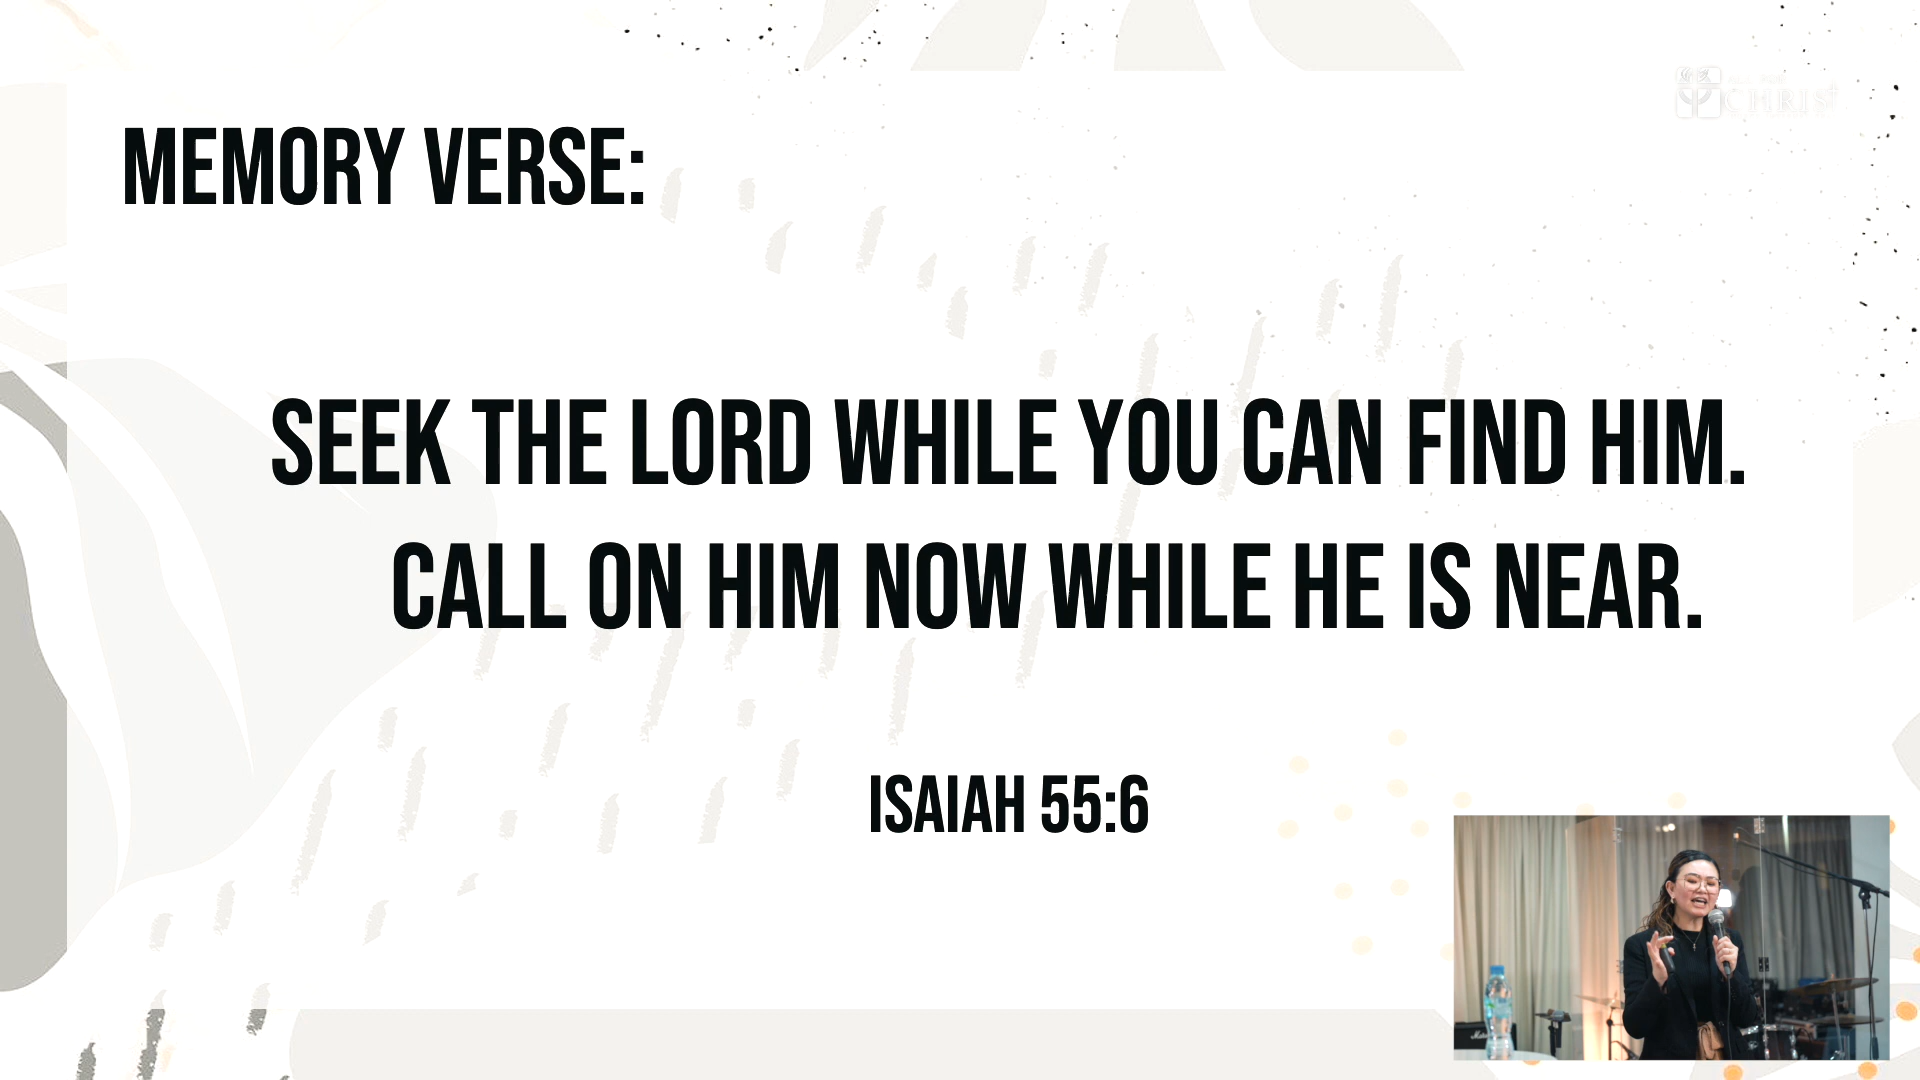 CHRIST
MEMORY VERSE:
SEEK THE LORD WHILE YOU CAN FIND HIM.
CALL ON HIM NOW WHILE HE IS NEAR.
ISAIAH 55:6